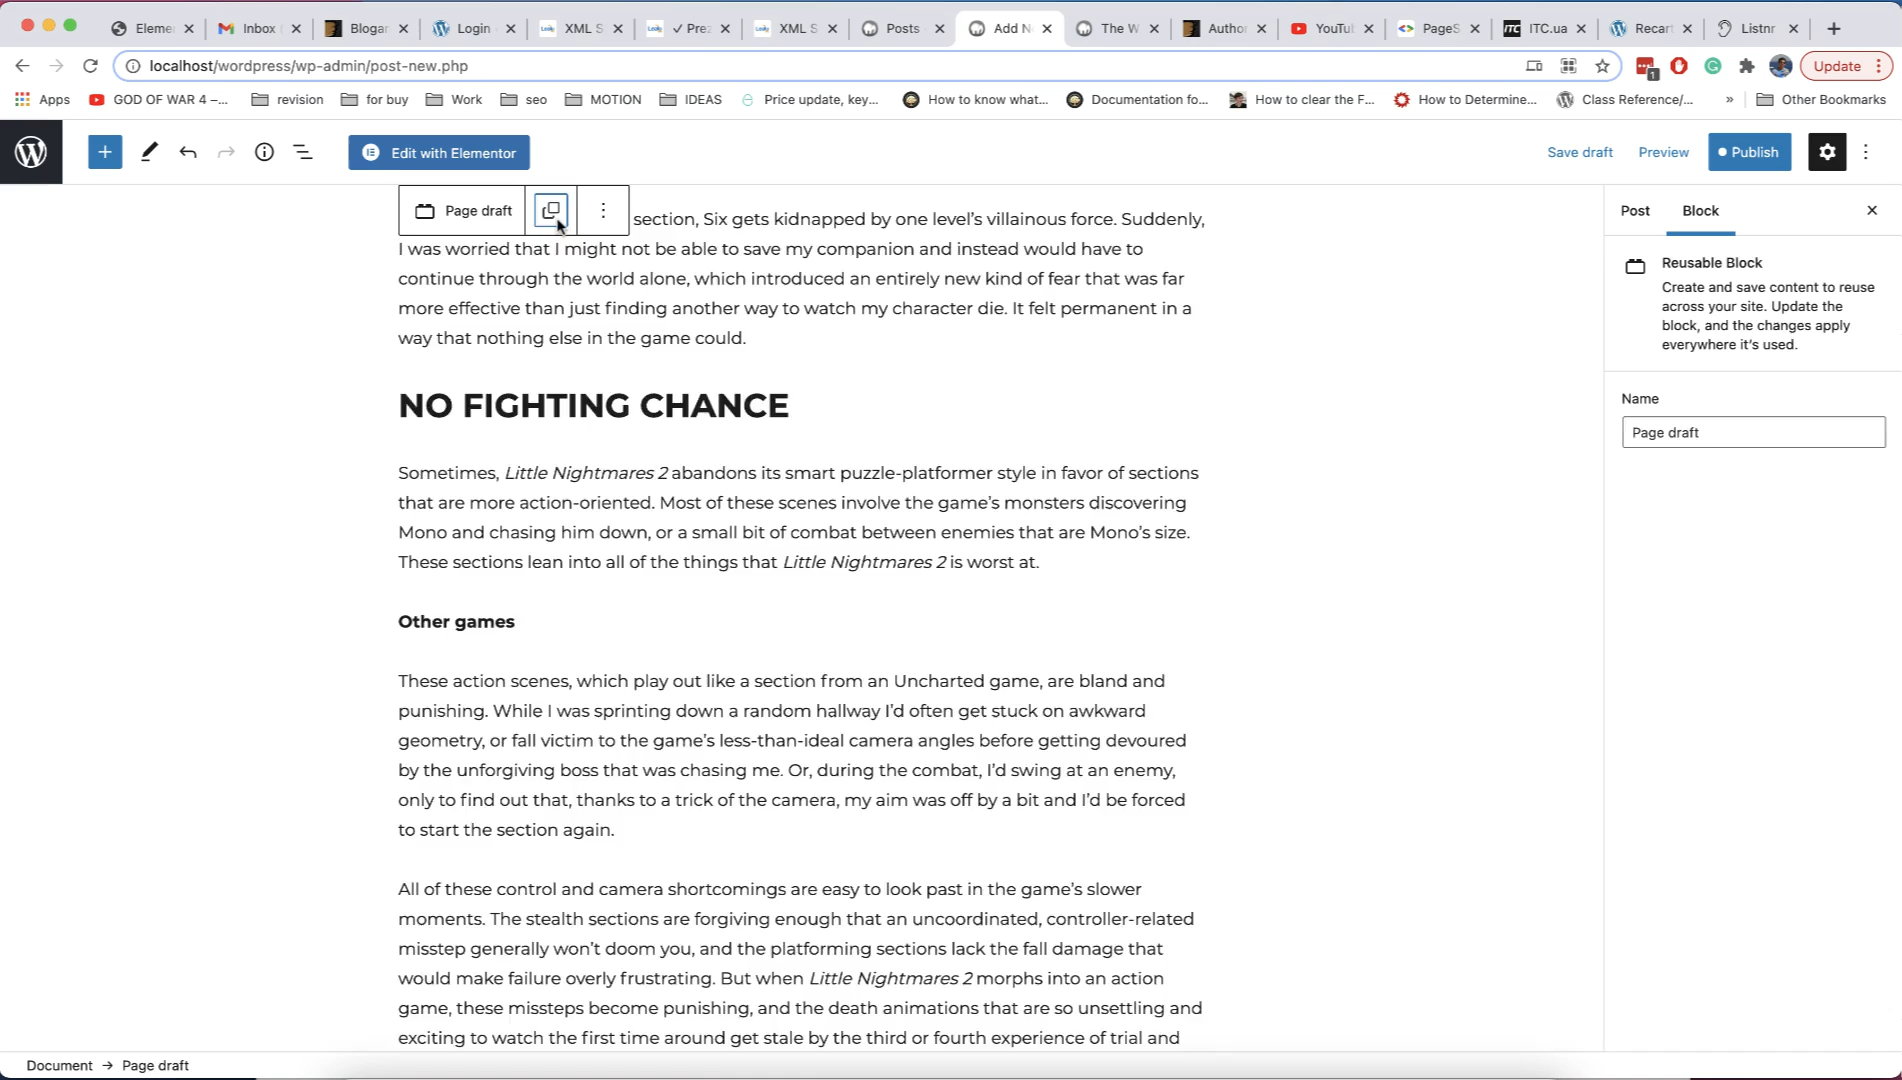 Eleme
Inbox (
Blogar
Login
XML S
✓ Prez
XML S
Posts
Add N
The W
Author
YouTu
PageS
ITC.ua
Recart
Listnr
localhost/wordpress/wp-admin/post-new.php
1
Update
Apps
GOD OF WAR 4 –...
revision
for buy
Work
seo
MOTION
IDEAS
Price update, key...
How to know what...
Documentation fo...
How to clear the F...
How to Determine...
Class Reference/...
»
Other Bookmarks
Edit with Elementor
Save draft
Preview
Publish
Page draft
section, Six gets kidnapped by one level's villainous force. Suddenly,
I was worried that I might not be able to save my companion and instead would have to
continue through the world alone, which introduced an entirely new kind of fear that was far
more effective than just finding another way to watch my character die. It felt permanent in a
way that nothing else in the game could.
NO FIGHTING CHANCE
Sometimes, Little Nightmares 2 abandons its smart puzzle-platformer style in favor of sections
that are more action-oriented. Most of these scenes involve the game's monsters discovering
Mono and chasing him down, or a small bit of combat between enemies that are Mono's size.
These sections lean into all of the things that Little Nightmares 2 is worst at.
Other games
These action scenes, which play out like a section from an Uncharted game, are bland and
punishing. While I was sprinting down a random hallway I'd often get stuck on awkward
geometry, or fall victim to the game's less-than-ideal camera angles before getting devoured
by the unforgiving boss that was chasing me. Or, during the combat, I'd swing at an enemy,
only to find out that, thanks to a trick of the camera, my aim was off by a bit and I'd be forced
to start the section again.
All of these control and camera shortcomings are easy to look past in the game's slower
moments. The stealth sections are forgiving enough that an uncoordinated, controller-related
misstep generally won't doom you, and the platforming sections lack the fall damage that
would make failure overly frustrating. But when Little Nightmares 2 morphs into an action
game, these missteps become punishing, and the death animations that are so unsettling and
exciting to watch the first time around get stale by the third or fourth experience of trial and
Post
Block
Reusable Block
Create and save content to reuse
across your site. Update the
block, and the changes apply
everywhere it's used.
Name
Page draft
Document → Page draft